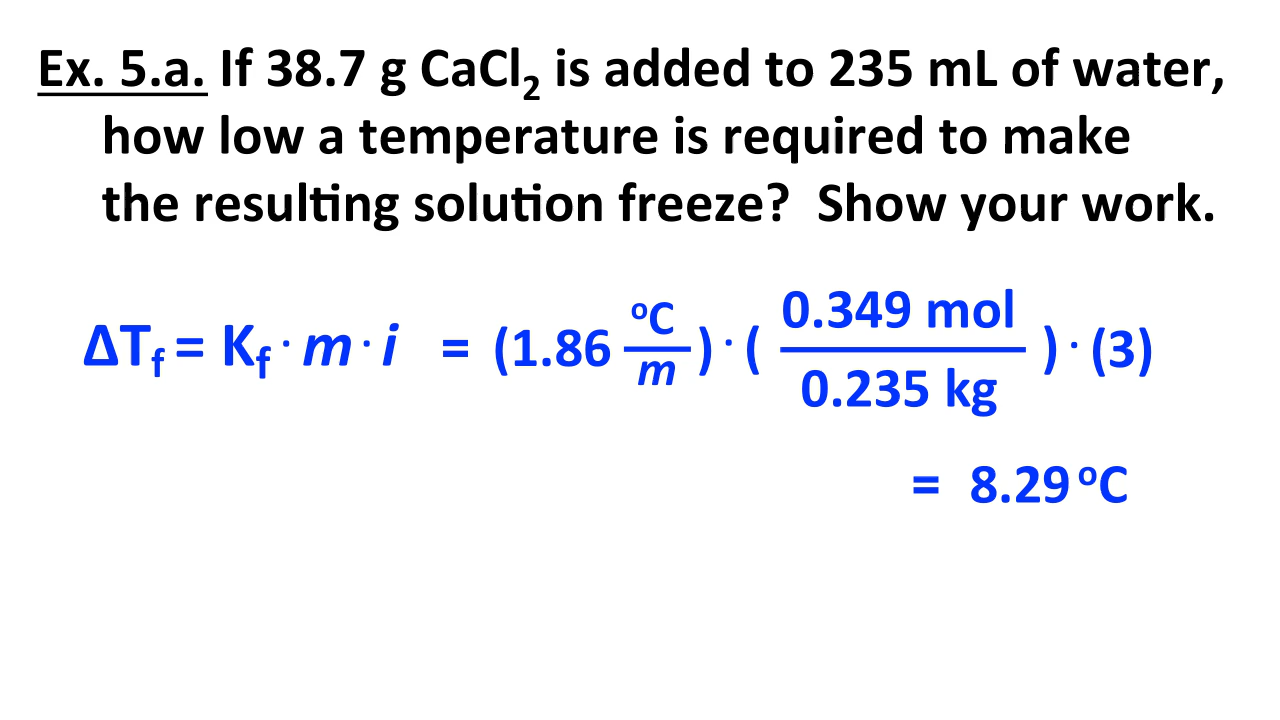 Ex. 5.a. If 38.7 g CaCl₂ is added to 235 mL of water,
how low a temperature is required to make
the resulting solution freeze? Show your work.
ΔT_f = K_f · m · i = (1.86 °C/m) · (0.349 mol/0.235 kg) · (3)
= 8.29 °C